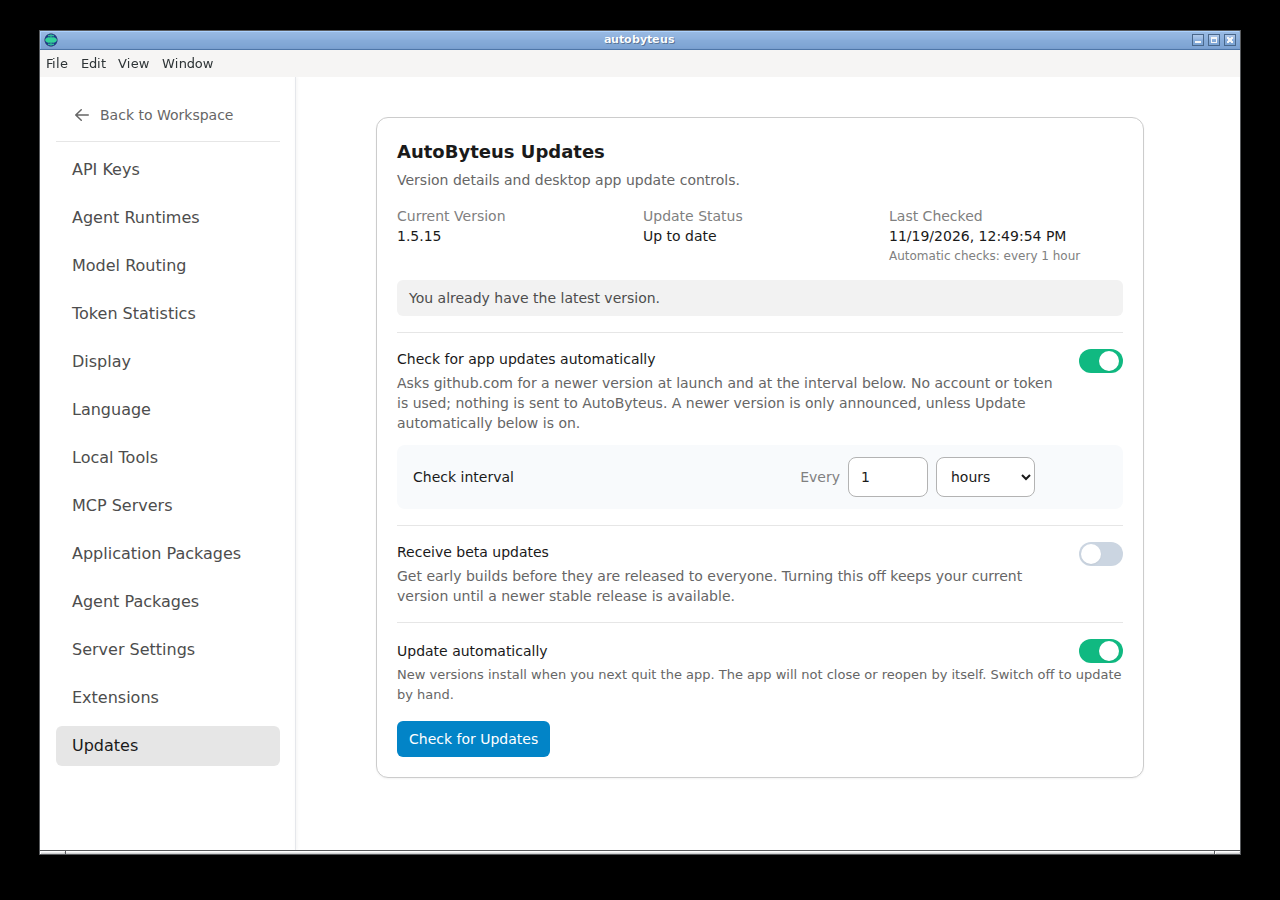 autobyteus
File Edit View Window
Back to Workspace
API Keys
Agent Runtimes
Model Routing
Token Statistics
Display
Language
Local Tools
MCP Servers
Application Packages
Agent Packages
Server Settings
Extensions
Updates
AutoByteus Updates
Version details and desktop app update controls.
Current Version
1.5.15
Update Status
Up to date
Last Checked
11/19/2026, 12:49:54 PM
Automatic checks: every 1 hour
You already have the latest version.
Check for app updates automatically
Asks github.com for a newer version at launch and at the interval below. No account or token
is used; nothing is sent to AutoByteus. A newer version is only announced, unless Update
automatically below is on.
Check interval
Every 1 hours
Receive beta updates
Get early builds before they are released to everyone. Turning this off keeps your current
version until a newer stable release is available.
Update automatically
New versions install when you next quit the app. The app will not close or reopen by itself. Switch off to update
by hand.
Check for Updates